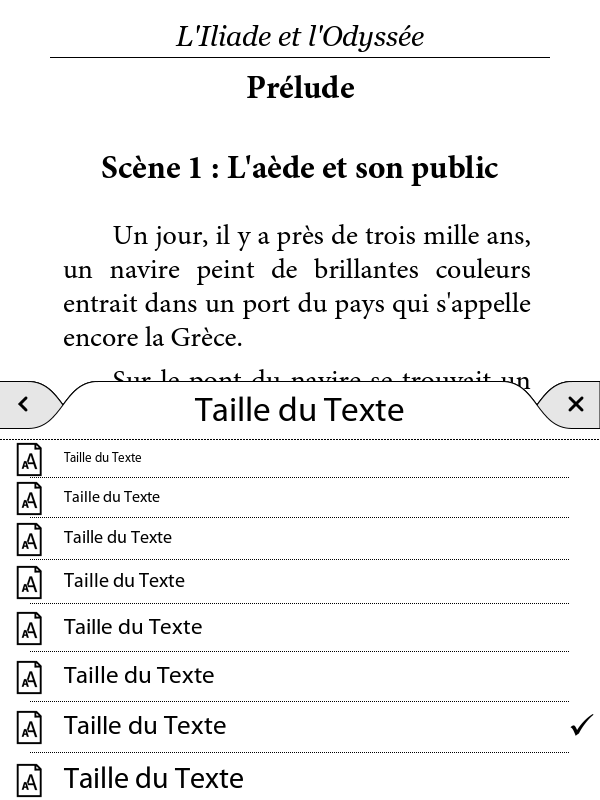 L'Iliade et l'Odyssée
Prélude
Scène 1 : L'aède et son public
Un jour, il y a près de trois mille ans,
un navire peint de brillantes couleurs
entrait dans un port du pays qui s'appelle
encore la Grèce.
Sur le pont du navire se trouvait un
Taille du Texte
Taille du Texte
Taille du Texte
Taille du Texte
Taille du Texte
Taille du Texte
Taille du Texte
Taille du Texte
Taille du Texte